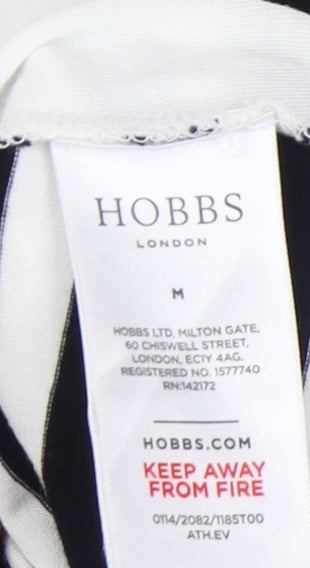 HOBBS
LONDON
M
HOBBS LTD, MILTON GATE,
60 CHISWELL STREET,
LONDON, EC1Y 4AG.
REGISTERED NO. 1577740
RN:142172
HOBBS.COM
KEEP AWAY
FROM FIRE
0114/2082/1185T00
ATH.EV